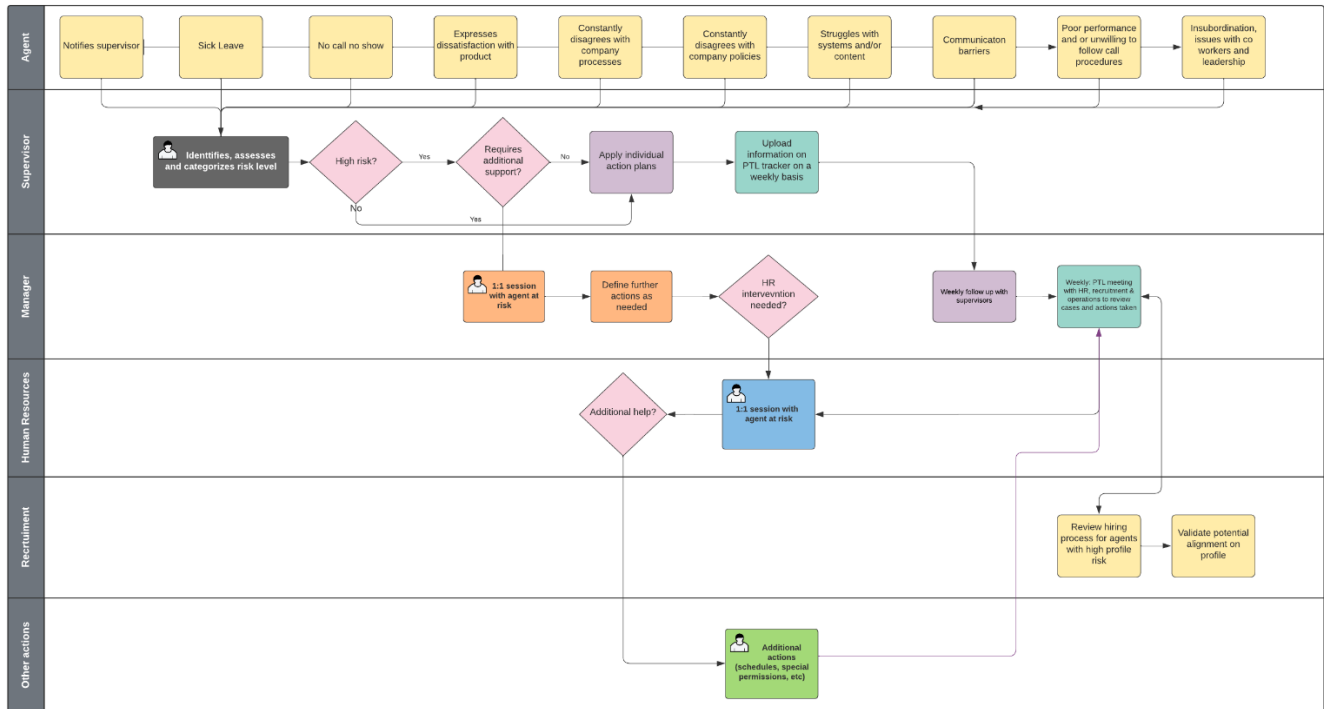 Agent
Notifies supervisor
Sick Leave
No call no show
Expresses
dissatisfaction with
product
Constantly
disagrees with
company
processes
Constantly
disagrees with
company policies
Struggles with
systems and/or
content
Communicaton
barriers
Poor performance
and or unwilling to
follow call
procedures
Insubordination,
issues with co
workers and
leadership
Supervisor
Identtifies, assesses
and categorizes risk level
High risk?
Yes
No
Requires
additional
support?
No
Yes
Apply individual
action plans
Upload
information on
PTL tracker on a
weekly basis
Manager
1:1 session
with agent at
risk
Define further
actions as
needed
HR
intervevntion
needed?
Weekly follow up with
supervisors
Weekly: PTL meeting
with HR, recruitment &
operations to review
cases and actions taken
Human Resources
Additional help?
1:1 session with
agent at risk
Recrtuiment
Review hiring
process for agents
with high profile
risk
Validate potential
alignment on
profile
Other actions
Additional
actions
(schedules, special
permissions, etc)